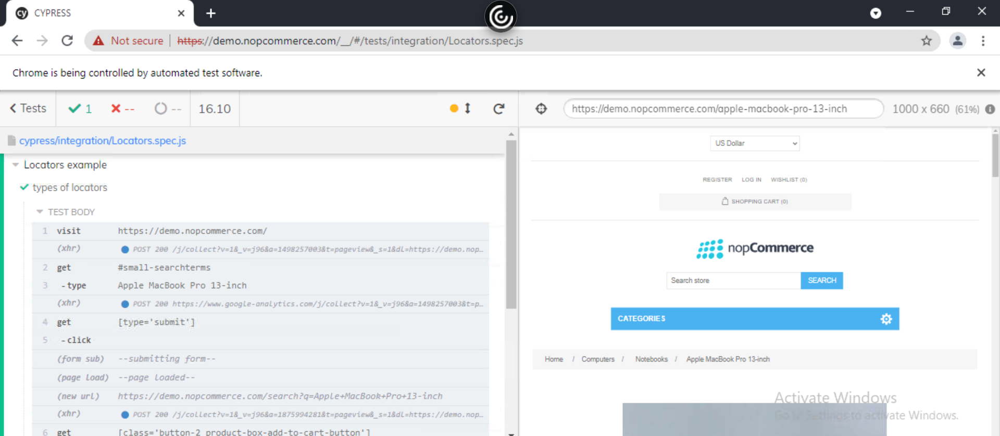 CYPRESS
Not secure | https://demo.nopcommerce.com/__/#/tests/integration/Locators.spec.js
Chrome is being controlled by automated test software.
Tests 1 -- -- 16.10
https://demo.nopcommerce.com/apple-macbook-pro-13-inch 1000 x 660 (61%)
cypress/integration/Locators.spec.js
Locators example
types of locators
TEST BODY
1 visit https://demo.nopcommerce.com/
(xhr) POST 200 /j/collect?v=1&_v=j96&a=1498257003&t=pageview&_s=1&dl=https://demo.nop…
2 get #small-searchterms
3 -type Apple MacBook Pro 13-inch
(xhr) POST 200 https://www.google-analytics.com/j/collect?v=1&_v=j96&a=1498257003&t=p…
4 get [type='submit']
5 -click
(form sub) --submitting form--
(page load) --page loaded--
(new url) https://demo.nopcommerce.com/search?q=Apple+MacBook+Pro+13-inch
(xhr) POST 200 /j/collect?v=1&_v=j96&a=1875994281&t=pageview&_s=1&dl=https://demo.nop…
6 get [class='button-2 product-box-add-to-cart-button']
US Dollar
REGISTER LOG IN WISHLIST (0)
SHOPPING CART (0)
nopCommerce
Search store SEARCH
CATEGORIES
Home / Computers / Notebooks / Apple MacBook Pro 13-inch
Activate Windows
Go to Settings to activate Windows.